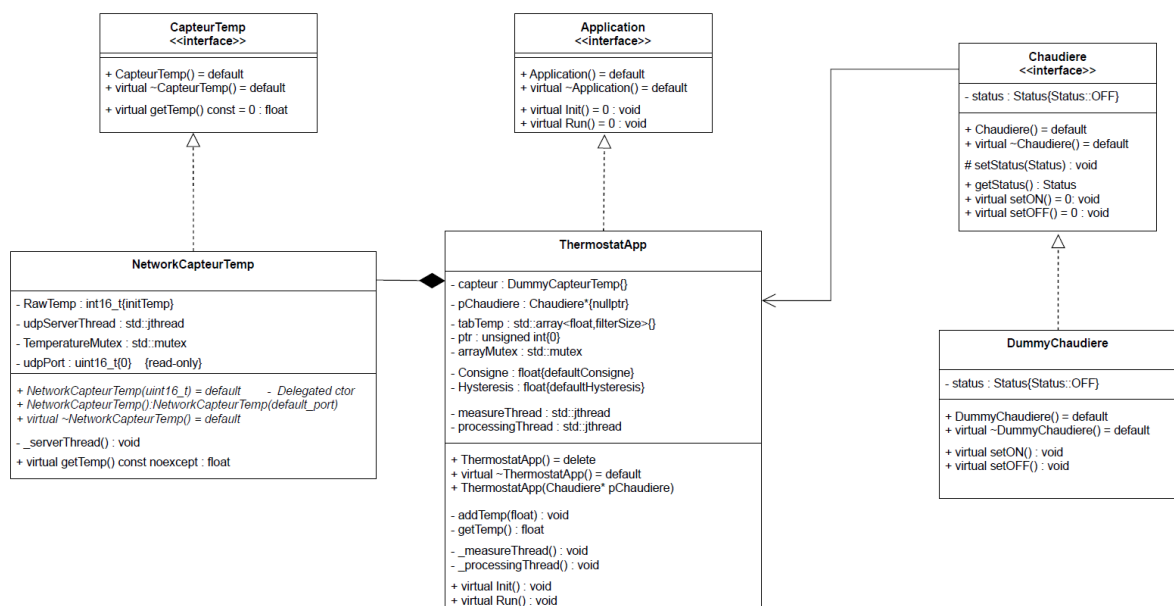 CapteurTemp
<<interface>>
+ CapteurTemp() = default
+ virtual ~CapteurTemp() = default
+ virtual getTemp() const = 0 : float
Application
<<interface>>
+ Application() = default
+ virtual ~Application() = default
+ virtual Init() = 0 : void
+ virtual Run() = 0 : void
Chaudiere
<<interface>>
- status : Status{Status::OFF}
+ Chaudiere() = default
+ virtual ~Chaudiere() = default
# setStatus(Status) : void
+ getStatus() : Status
+ virtual setON() = 0: void
+ virtual setOFF() = 0 : void
NetworkCapteurTemp
- RawTemp : int16_t{initTemp}
- udpServerThread : std::jthread
- TemperatureMutex : std::mutex
- udpPort : uint16_t{0} {read-only}
+ NetworkCapteurTemp(uint16_t) = default - Delegated ctor
+ NetworkCapteurTemp():NetworkCapteurTemp(default_port)
+ virtual ~NetworkCapteurTemp() = default
- _serverThread() : void
+ virtual getTemp() const noexcept : float
ThermostatApp
- capteur : DummyCapteurTemp{}
- pChaudiere : Chaudiere*{nullptr}
- tabTemp : std::array<float,filterSize>{}
- ptr : unsigned int{0}
- arrayMutex : std::mutex
- Consigne : float{defaultConsigne}
- Hysteresis : float{defaultHysteresis}
- measureThread : std::jthread
- processingThread : std::jthread
+ ThermostatApp() = delete
+ virtual ~ThermostatApp() = default
+ ThermostatApp(Chaudiere* pChaudiere)
- addTemp(float) : void
- getTemp() : float
- _measureThread() : void
- _processingThread() : void
+ virtual Init() : void
+ virtual Run() : void
DummyChaudiere
- status : Status{Status::OFF}
+ DummyChaudiere() = default
+ virtual ~DummyChaudiere() = default
+ virtual setON() : void
+ virtual setOFF() : void